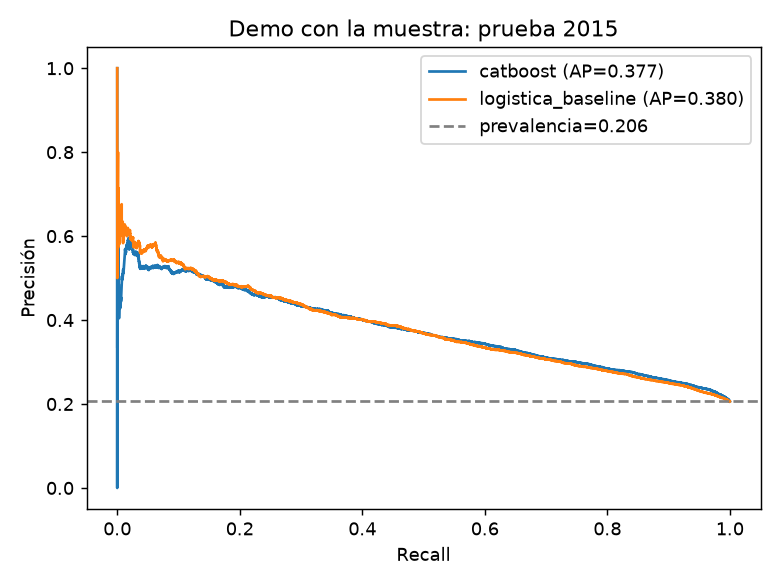 Demo con la muestra: prueba 2015
catboost (AP=0.377)
logistica_baseline (AP=0.380)
prevalencia=0.206
Precisión
1.0
0.8
0.6
0.4
0.2
0.0
0.0 0.2 0.4 0.6 0.8 1.0
Recall